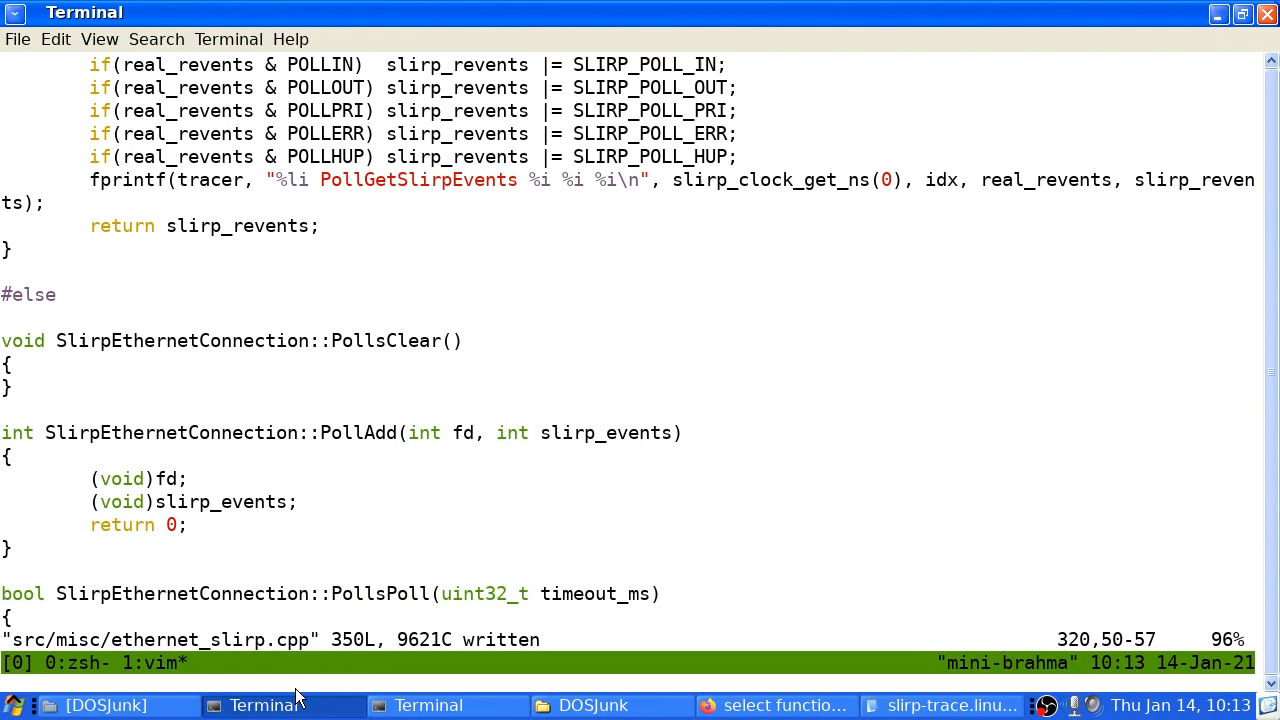 Terminal
File Edit View Search Terminal Help
if(real_revents & POLLIN)  slirp_revents |= SLIRP_POLL_IN;
if(real_revents & POLLOUT) slirp_revents |= SLIRP_POLL_OUT;
if(real_revents & POLLPRI) slirp_revents |= SLIRP_POLL_PRI;
if(real_revents & POLLERR) slirp_revents |= SLIRP_POLL_ERR;
if(real_revents & POLLHUP) slirp_revents |= SLIRP_POLL_HUP;
fprintf(tracer, "%li PollGetSlirpEvents %i %i %i\n", slirp_clock_get_ns(0), idx, real_revents, slirp_reven
ts);
return slirp_revents;
}
#else
void SlirpEthernetConnection::PollsClear()
{
}
int SlirpEthernetConnection::PollAdd(int fd, int slirp_events)
{
(void)fd;
(void)slirp_events;
return 0;
}
bool SlirpEthernetConnection::PollsPoll(uint32_t timeout_ms)
{
"src/misc/ethernet_slirp.cpp" 350L, 9621C written 320,50-57 96%
[0] 0:zsh- 1:vim* "mini-brahma" 10:13 14-Jan-21
[DOSJunk] Terminal Terminal DOSJunk select functio... slirp-trace.linu... Thu Jan 14, 10:13